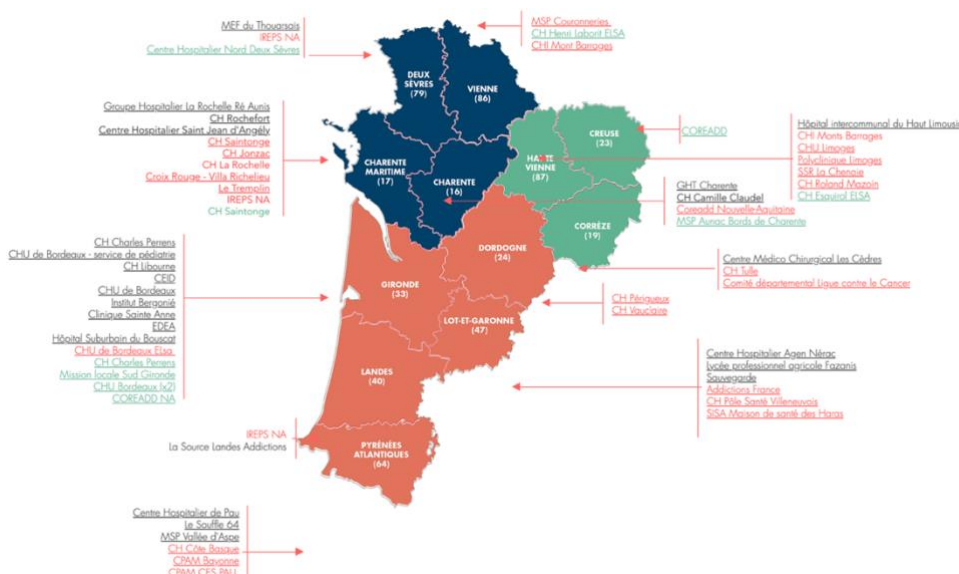 MEF du Thouarsais
IREPS NA
Centre Hospitalier Nord Deux Sèvres
MSP Couronneries
CH Henri Laborit ELSA
CHI Mont Barrages
DEUX
SÈVRES
(79)
VIENNE
(86)
Groupe Hospitalier La Rochelle Ré Aunis
CH Rochefort
Centre Hospitalier Saint Jean d'Angély
CH Saintonge
CH Jonzac
CH La Rochelle
Croix Rouge - Villa Richelieu
Le Tremplin
IREPS NA
CH Saintonge
CHARENTE
MARITIME
(17)
CHARENTE
(16)
HAUTE
VIENNE
(87)
CREUSE
(23)
COREADD
Hôpital intercommunal du Haut Limousin
CHI Monts Barrages
CHU Limoges
Polyclinique Limoges
SSR La Chenaie
CH Roland Mazoin
CH Esquirol ELSA
GHT Charente
CH Camille Claudel
Coreadd Nouvelle-Aquitaine
MSP Aunac Bords de Charente
CORRÈZE
(19)
DORDOGNE
(24)
Centre Médico Chirurgical Les Cèdres
CH Tulle
Comité départemental Ligue contre le Cancer
CH Charles Perrens
CHU de Bordeaux - service de pédiatrie
CH Libourne
CEID
CHU de Bordeaux
Institut Bergonié
Clinique Sainte Anne
EDEA
Hôpital Suburbain du Bouscat
CHU de Bordeaux Elsa
CH Charles Perrens
Mission locale Sud Gironde
CHU Bordeaux (x2)
COREADD NA
GIRONDE
(33)
CH Périgueux
CH Vauclaire
LOT-ET-GARONNE
(47)
LANDES
(40)
Centre Hospitalier Agen Nérac
Lycée professionnel agricole Fazanis
Sauvegarde
Addictions France
CH Pôle Santé Villeneuvois
SISA Maison de santé des Haras
IREPS NA
La Source Landes Addictions
PYRÉNÉES
ATLANTIQUES
(64)
Centre Hospitalier de Pau
Le Souffle 64
MSP Vallée d'Aspe
CH Côte Basque
CPAM Bayonne
CPAM CES PAU